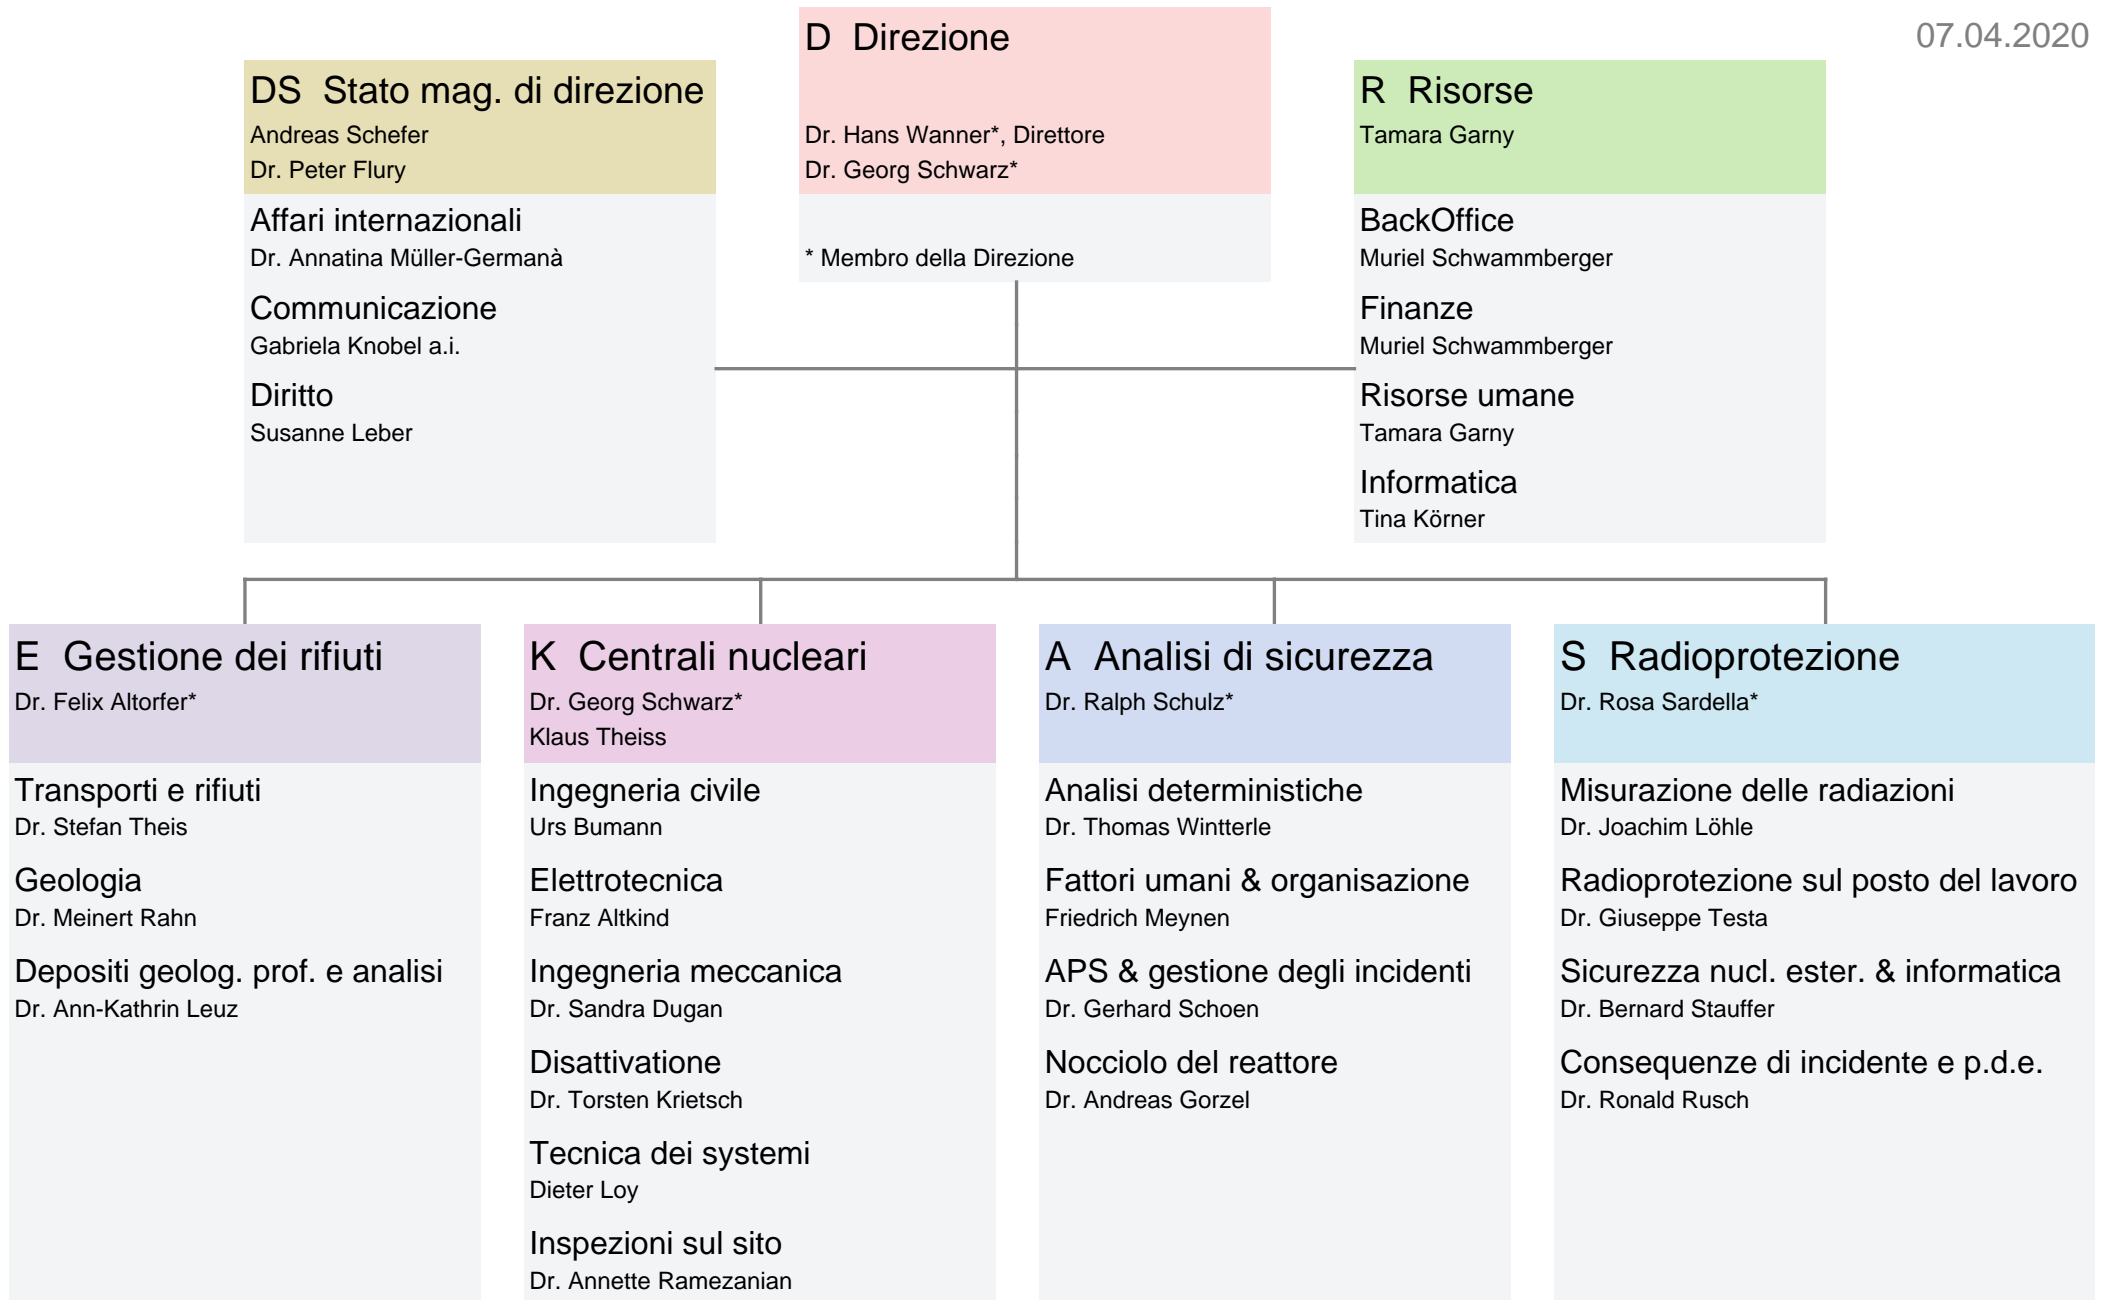 07.04.2020
D Direzione
Dr. Hans Wanner*, Direttore
Dr. Georg Schwarz*
* Membro della Direzione
DS Stato mag. di direzione
Andreas Schefer
Dr. Peter Flury
Affari internazionali
Dr. Annatina Müller-Germanà
Communicazione
Gabriela Knobel a.i.
Diritto
Susanne Leber
R Risorse
Tamara Garny
BackOffice
Muriel Schwammberger
Finanze
Muriel Schwammberger
Risorse umane
Tamara Garny
Informatica
Tina Körner
E Gestione dei rifiuti
Dr. Felix Altorfer*
Transporti e rifiuti
Dr. Stefan Theis
Geologia
Dr. Meinert Rahn
Depositi geolog. prof. e analisi
Dr. Ann-Kathrin Leuz
K Centrali nucleari
Dr. Georg Schwarz*
Klaus Theiss
Ingegneria civile
Urs Bumann
Elettrotecnica
Franz Altkind
Ingegneria meccanica
Dr. Sandra Dugan
Disattivatione
Dr. Torsten Krietsch
Tecnica dei systemi
Dieter Loy
Inspezioni sul sito
Dr. Annette Ramezanian
A Analisi di sicurezza
Dr. Ralph Schulz*
Analisi deterministiche
Dr. Thomas Wintterle
Fattori umani & organisazione
Friedrich Meynen
APS & gestione degli incidenti
Dr. Gerhard Schoen
Nocciolo del reattore
Dr. Andreas Gorzel
S Radioprotezione
Dr. Rosa Sardella*
Misurazione delle radiazioni
Dr. Joachim Löhle
Radioprotezione sul posto del lavoro
Dr. Giuseppe Testa
Sicurezza nucl. ester. & informatica
Dr. Bernard Stauffer
Consequenze di incidente e p.d.e.
Dr. Ronald Rusch